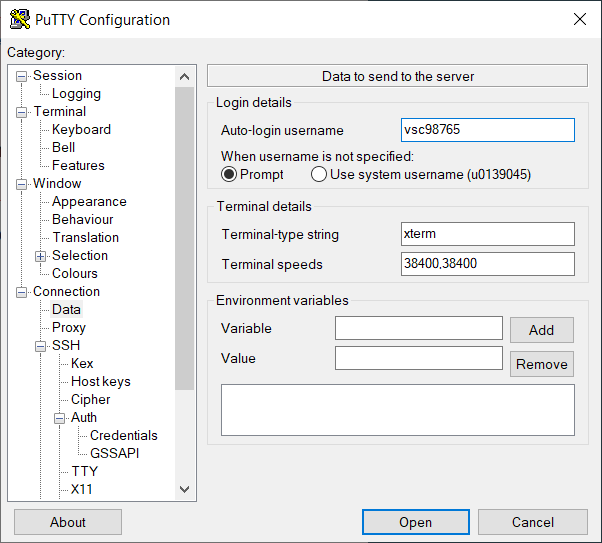 PuTTY Configuration
Category:
Session
Logging
Terminal
Keyboard
Bell
Features
Window
Appearance
Behaviour
Translation
Selection
Colours
Connection
Data
Proxy
SSH
Kex
Host keys
Cipher
Auth
Credentials
GSSAPI
TTY
X11
Data to send to the server
Login details
Auto-login username vsc98765
When username is not specified:
Prompt Use system username (u0139045)
Terminal details
Terminal-type string xterm
Terminal speeds 38400,38400
Environment variables
Variable Add
Value Remove
About Open Cancel